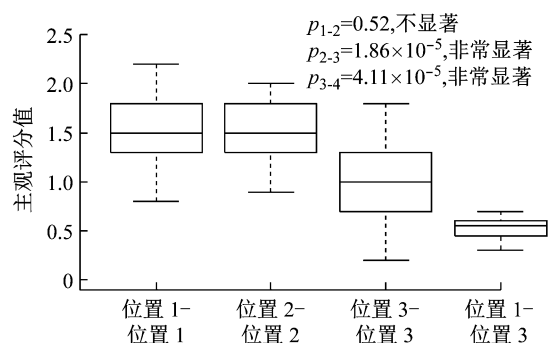 p1-2=0.52,不显著
p2-3=1.86×10⁻⁵,非常显著
p3-4=4.11×10⁻⁵,非常显著
2.5
2.0
1.5
1.0
0.5
0
主观评分值
位置 1-
位置 1
位置 2-
位置 2
位置 3-
位置 3
位置 1-
位置 3